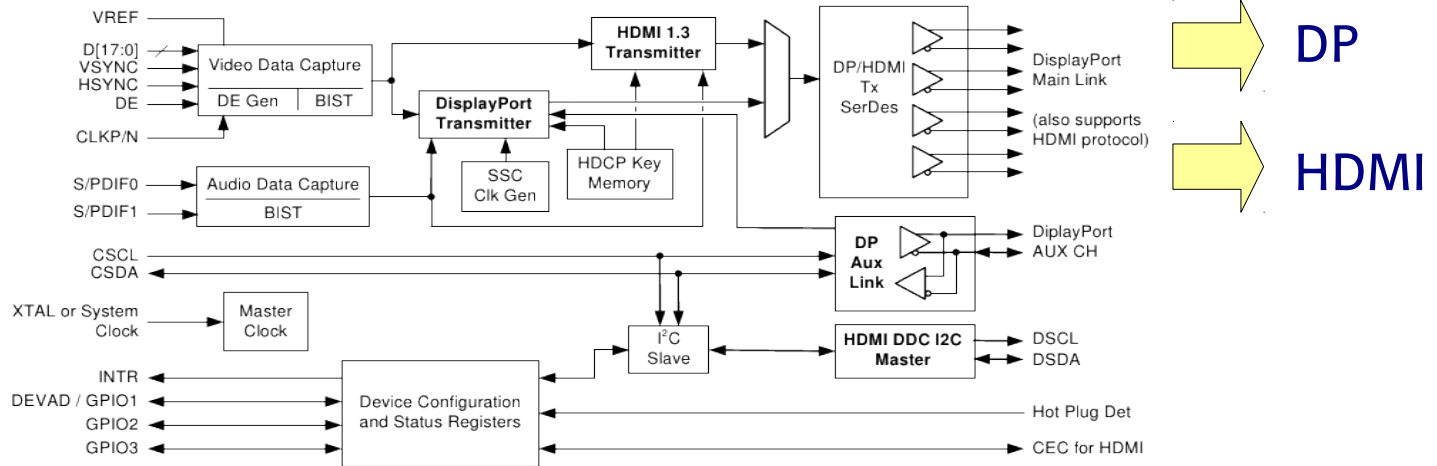 VREF
D[17:0]
VSYNC
HSYNC
DE
CLKP/N
Video Data Capture
DE Gen
BIST
HDMI 1.3
Transmitter
DisplayPort
Transmitter
SSC
Clk Gen
HDCP Key
Memory
DP/HDMI
Tx
SerDes
DisplayPort
Main Link
(also supports
HDMI protocol)
DP
HDMI
S/PDIF0
S/PDIF1
Audio Data Capture
BIST
CSCL
CSDA
DP
Aux
Link
DiplayPort
AUX CH
XTAL or System
Clock
Master
Clock
I2C
Slave
HDMI DDC I2C
Master
DSCL
DSDA
INTR
DEVAD / GPIO1
GPIO2
GPIO3
Device Configuration
and Status Registers
Hot Plug Det
CEC for HDMI